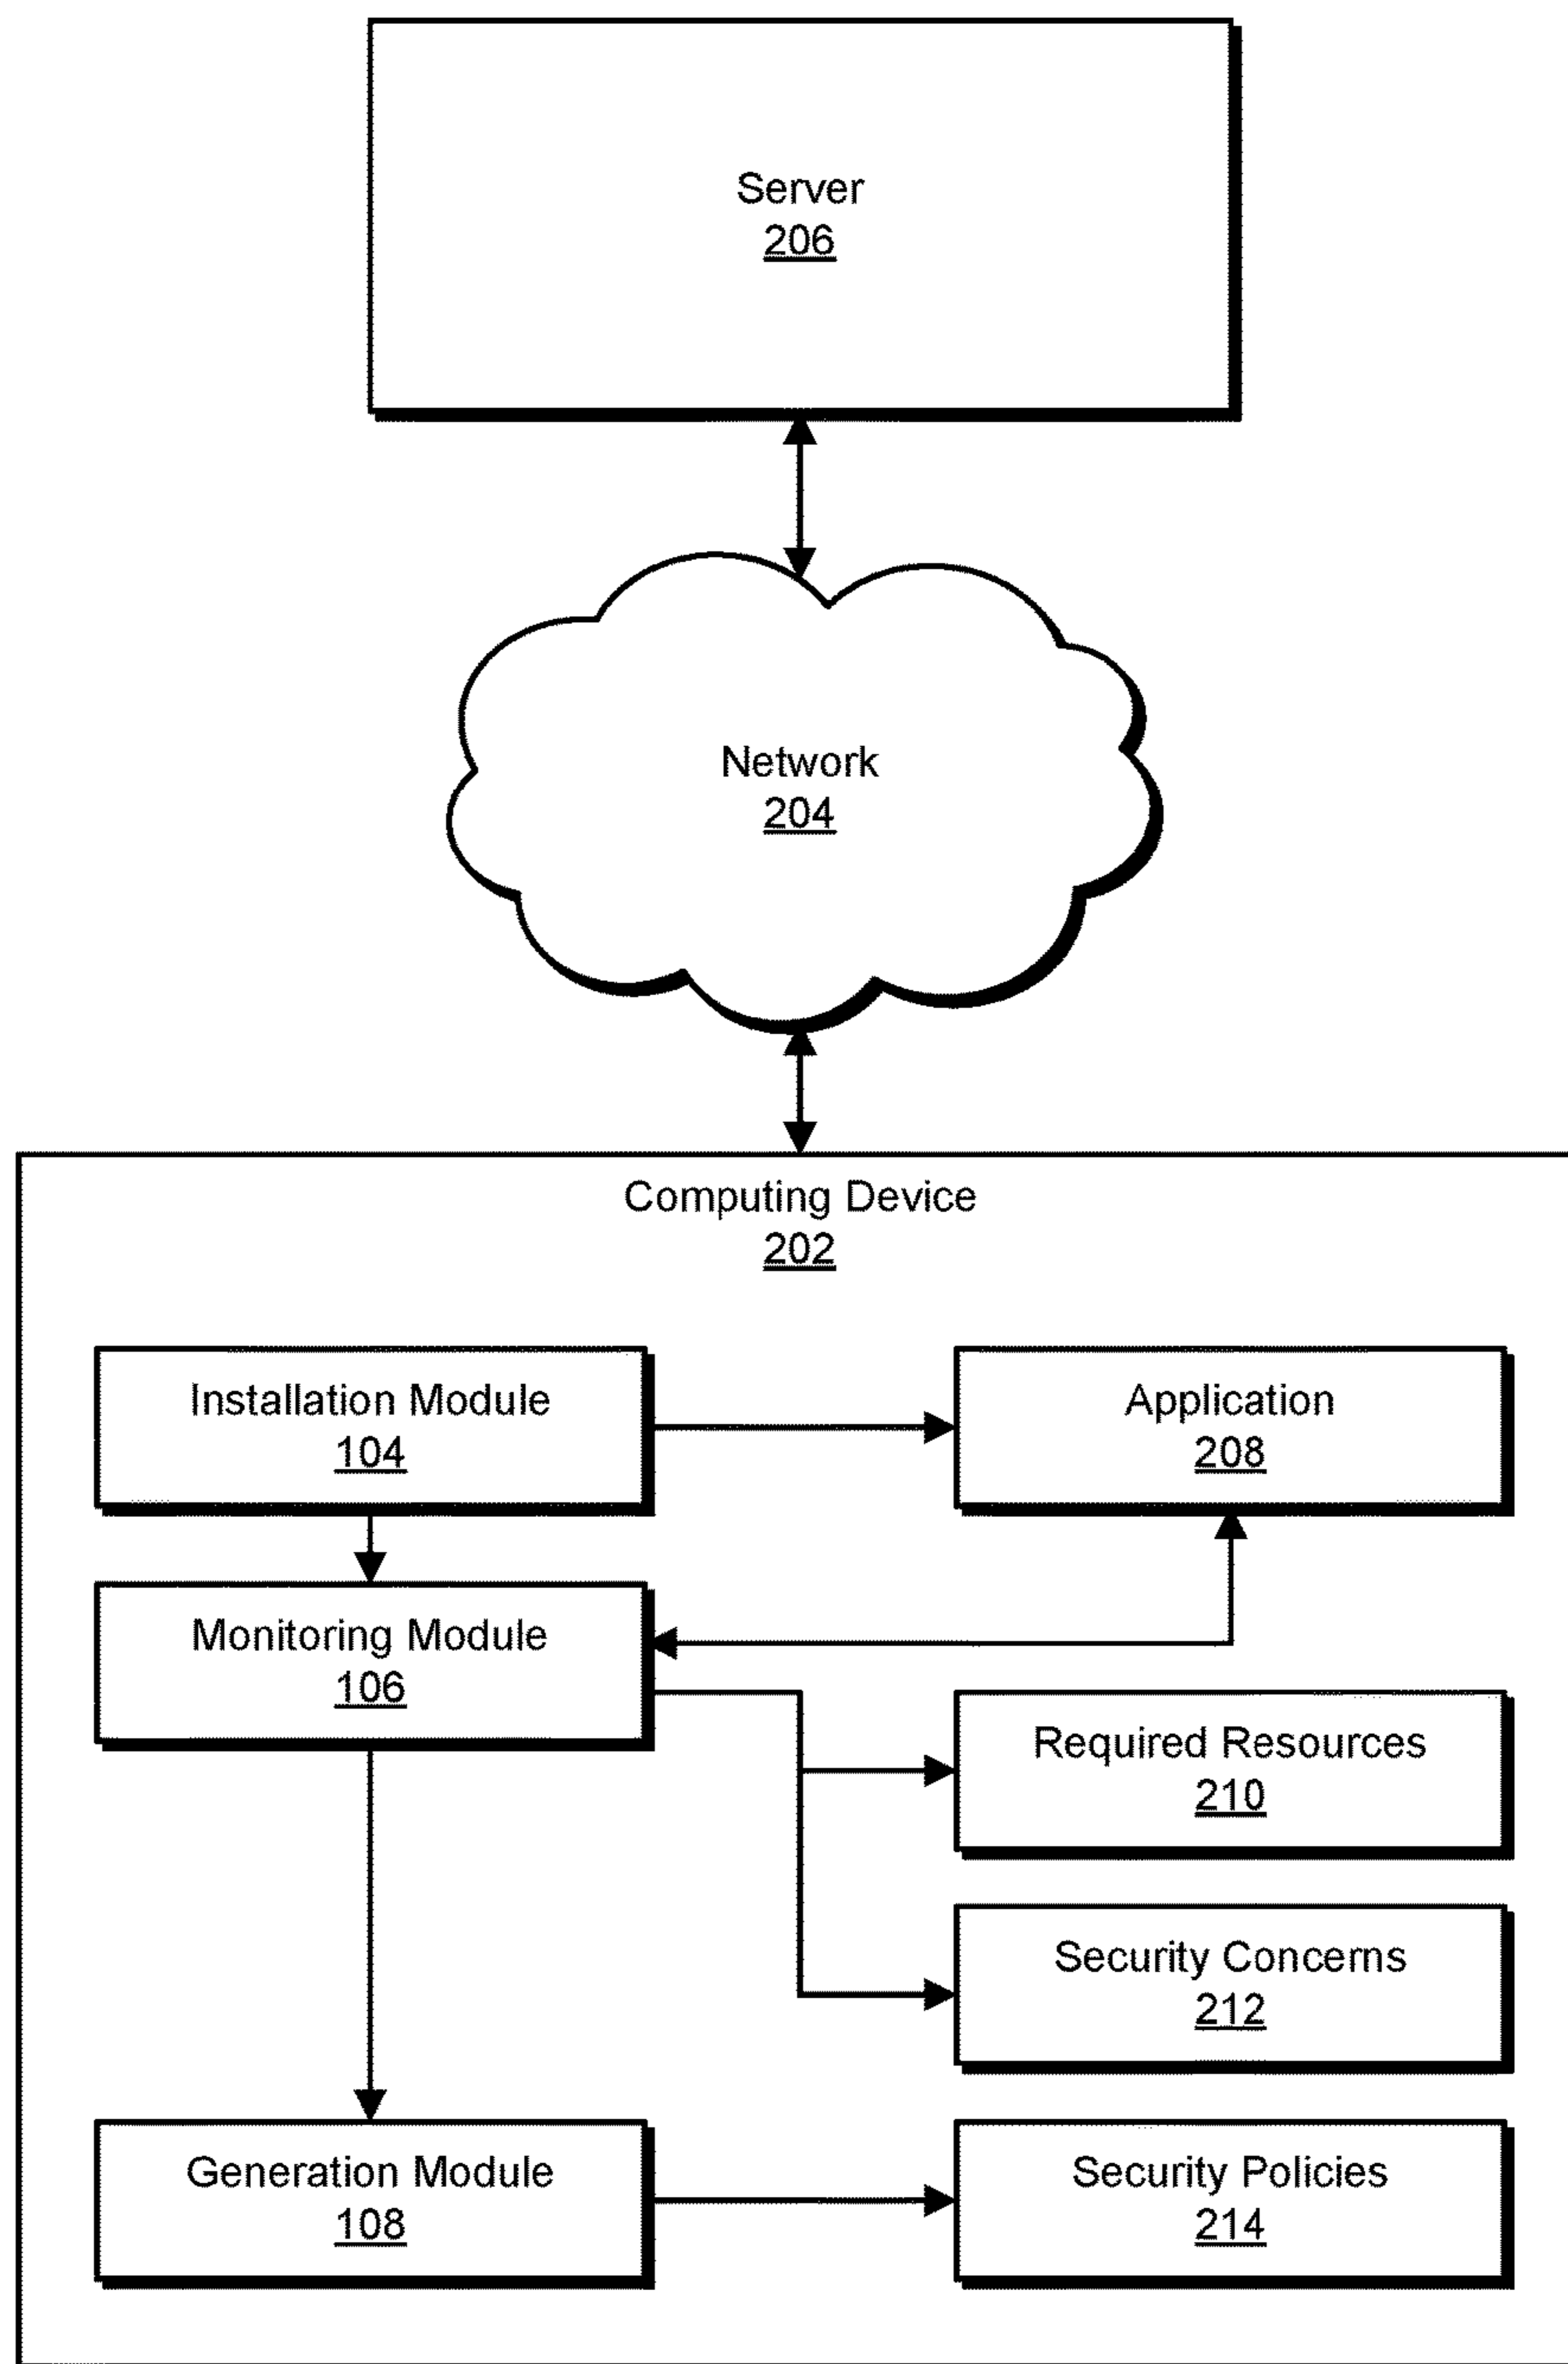 Server
206
Network
204
Computing Device
202
Installation Module
104
Application
208
Monitoring Module
106
Required Resources
210
Security Concerns
212
Generation Module
108
Security Policies
214